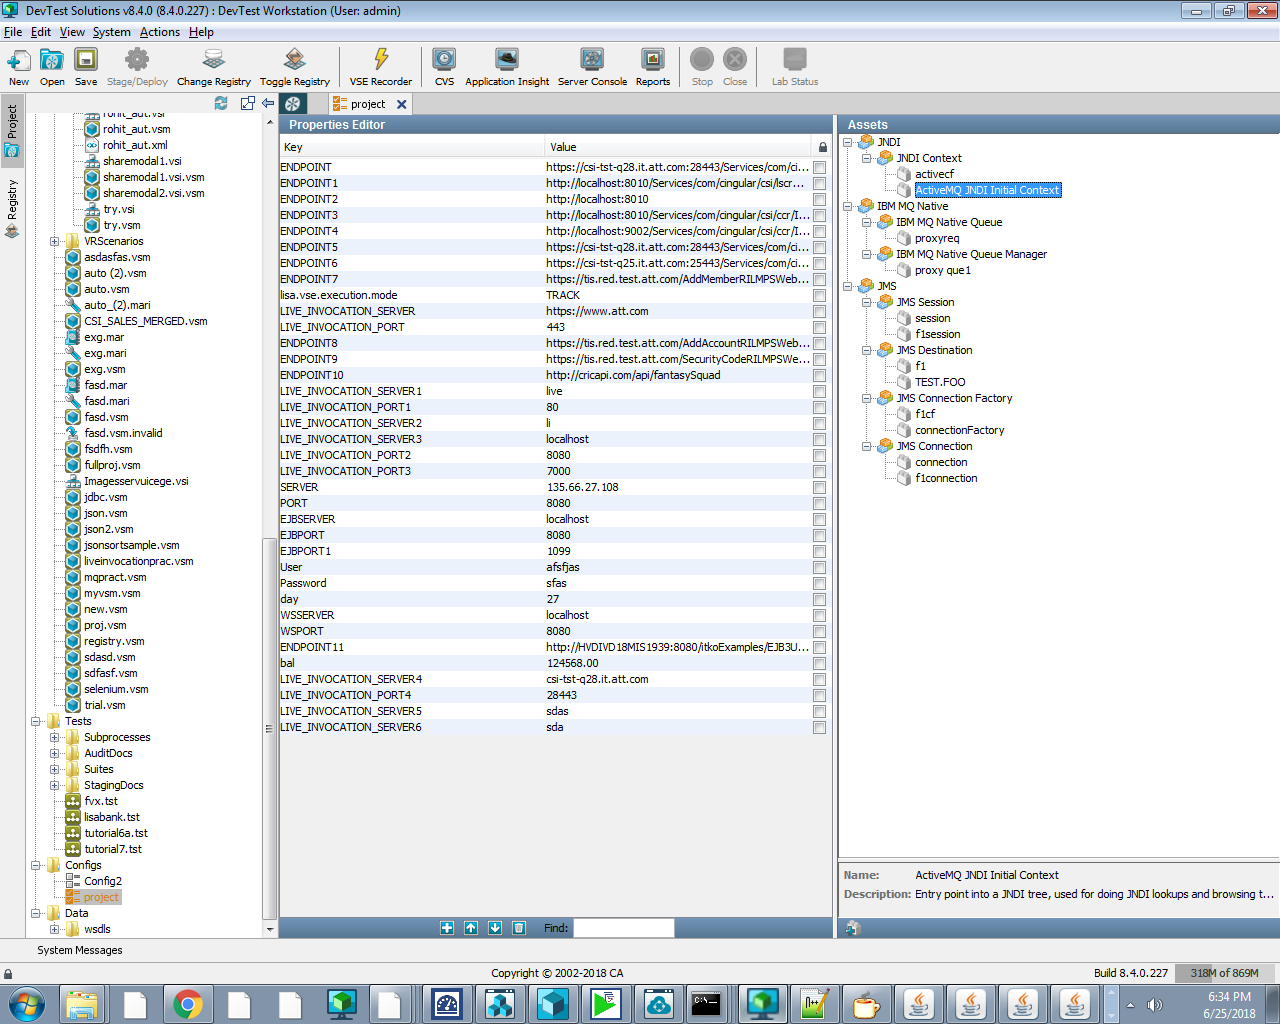 DevTest Solutions v8.4.0 (8.4.0.227) : DevTest Workstation (User: admin)
File Edit View System Actions Help
New Open Save Stage/Deploy Change Registry Toggle Registry VSE Recorder CVS Application Insight Server Console Reports Stop Close Lab Status
Project
Registry
rohit_aut.vsi
rohit_aut.vsm
rohit_aut.xml
sharemodal1.vsi
sharemodal1.vsi.vsm
sharemodal2.vsi.vsm
try.vsi
try.vsm
VRScenarios
asdasfas.vsm
auto (2).vsm
auto.vsm
auto_(2).mari
CSI_SALES_MERGED.vsm
exg.mar
exg.mari
exg.vsm
fasd.mar
fasd.mari
fasd.vsm
fasd.vsm.invalid
fsdfh.vsm
fullproj.vsm
Imagesservuicege.vsi
jdbc.vsm
json.vsm
json2.vsm
jsonsortsample.vsm
liveinvocationprac.vsm
mqpract.vsm
myvsm.vsm
new.vsm
proj.vsm
registry.vsm
sdasd.vsm
sdfasf.vsm
selenium.vsm
trial.vsm
Tests
Subprocesses
AuditDocs
Suites
StagingDocs
fvx.tst
lisabank.tst
tutorial6a.tst
tutorial7.tst
Configs
Config2
project
Data
wsdls
project
Properties Editor
Key Value
ENDPOINT https://csi-tst-q28.it.att.com:28443/Services/com/ci...
ENDPOINT1 http://localhost:8010/Services/com/cingular/csi/lscr...
ENDPOINT2 http://localhost:8010
ENDPOINT3 http://localhost:8010/Services/com/cingular/csi/ccr/I...
ENDPOINT4 http://localhost:9002/Services/com/cingular/csi/ccr/I...
ENDPOINT5 https://csi-tst-q28.it.att.com:28443/Services/com/ci...
ENDPOINT6 https://csi-tst-q25.it.att.com:25443/Services/com/ci...
ENDPOINT7 https://tis.red.test.att.com/AddMemberRILMPSWeb...
lisa.vse.execution.mode TRACK
LIVE_INVOCATION_SERVER https://www.att.com
LIVE_INVOCATION_PORT 443
ENDPOINT8 https://tis.red.test.att.com/AddAccountRILMPSWeb...
ENDPOINT9 https://tis.red.test.att.com/SecurityCodeRILMPSWe...
ENDPOINT10 http://cricapi.com/api/fantasySquad
LIVE_INVOCATION_SERVER1 live
LIVE_INVOCATION_PORT1 80
LIVE_INVOCATION_SERVER2 li
LIVE_INVOCATION_SERVER3 localhost
LIVE_INVOCATION_PORT2 8080
LIVE_INVOCATION_PORT3 7000
SERVER 135.66.27.108
PORT 8080
EJBSERVER localhost
EJBPORT 8080
EJBPORT1 1099
User afsfjas
Password sfas
day 27
WSSERVER localhost
WSPORT 8080
ENDPOINT11 http://HVDIVD18MIS1939:8080/itkoExamples/EJB3U...
bal 124568.00
LIVE_INVOCATION_SERVER4 csi-tst-q28.it.att.com
LIVE_INVOCATION_PORT4 28443
LIVE_INVOCATION_SERVER5 sdas
LIVE_INVOCATION_SERVER6 sda
Find:
Assets
JNDI
JNDI Context
activecf
ActiveMQ JNDI Initial Context
IBM MQ Native
IBM MQ Native Queue
proxyreq
IBM MQ Native Queue Manager
proxy que1
JMS
JMS Session
session
f1session
JMS Destination
f1
TEST.FOO
JMS Connection Factory
f1cf
connectionFactory
JMS Connection
connection
f1connection
Name: ActiveMQ JNDI Initial Context
Description: Entry point into a JNDI tree, used for doing JNDI lookups and browsing t...
System Messages
Copyright © 2002-2018 CA
Build 8.4.0.227 318M of 869M
6:34 PM
6/25/2018